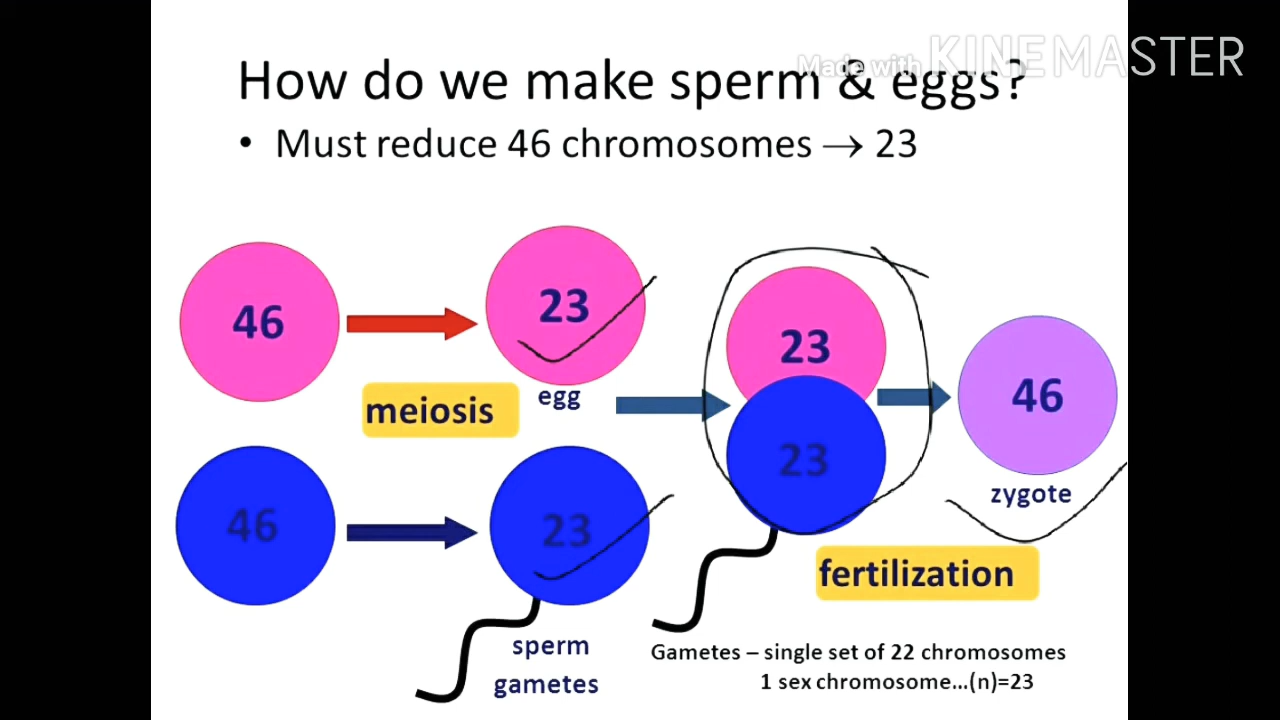 Made with KINEMASTER
How do we make sperm & eggs?
• Must reduce 46 chromosomes → 23
46
23
egg
meiosis
46
23
sperm
gametes
23
23
46
zygote
fertilization
Gametes – single set of 22 chromosomes
1 sex chromosome...(n)=23